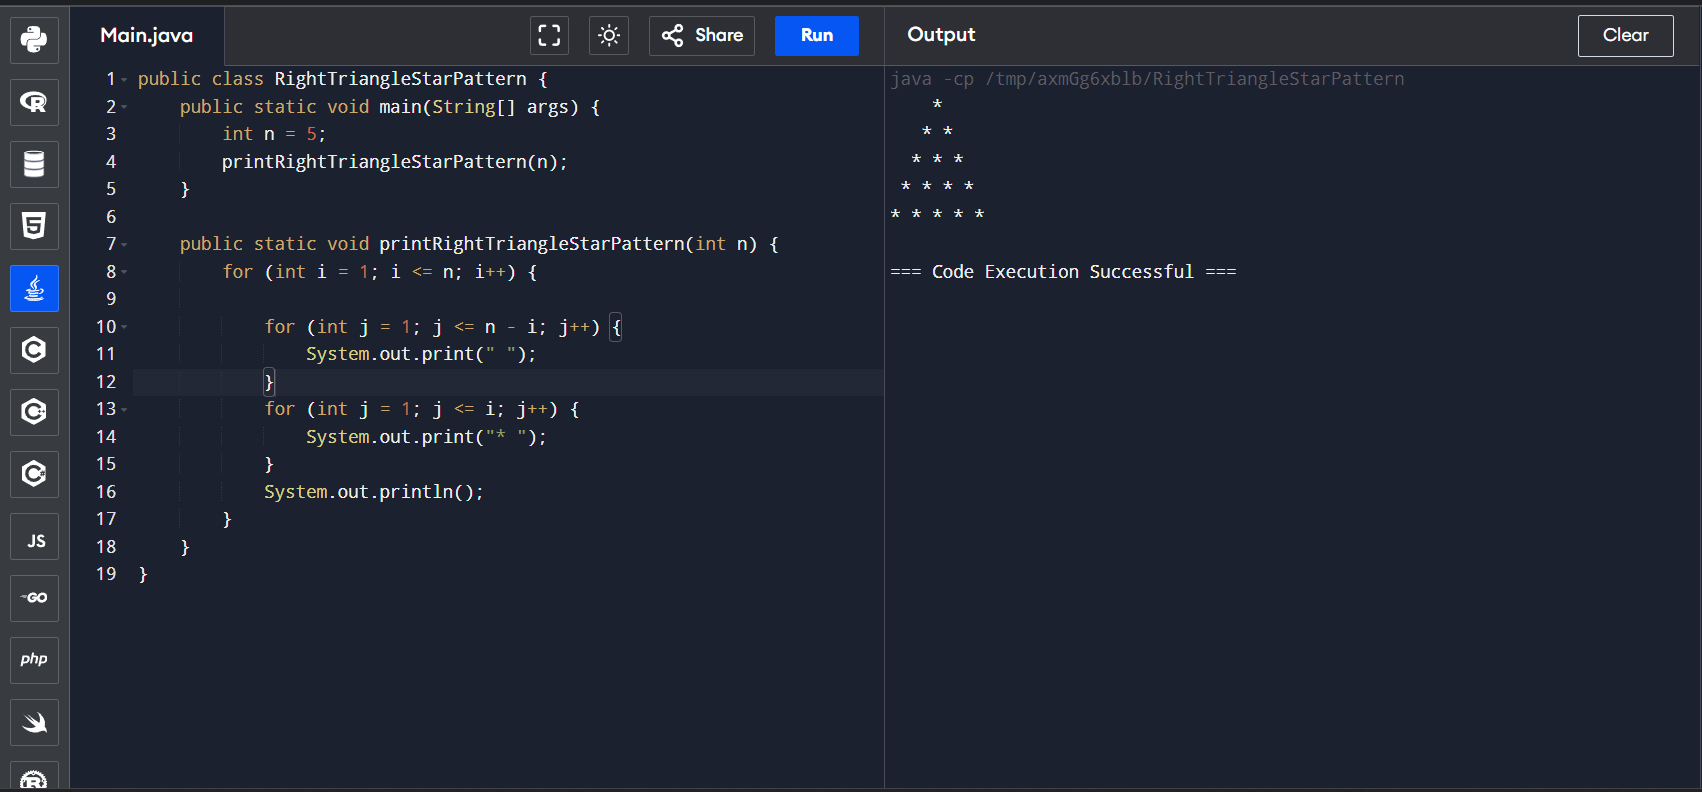 Main.java
Share
Run
Output
Clear
1 public class RightTriangleStarPattern {
2     public static void main(String[] args) {
3         int n = 5;
4         printRightTriangleStarPattern(n);
5     }
6
7     public static void printRightTriangleStarPattern(int n) {
8         for (int i = 1; i <= n; i++) {
9
10             for (int j = 1; j <= n - i; j++) {
11                 System.out.print(" ");
12             }
13             for (int j = 1; j <= i; j++) {
14                 System.out.print("* ");
15             }
16             System.out.println();
17         }
18     }
19 }
java -cp /tmp/axmGg6xblb/RightTriangleStarPattern
    *
   * *
  * * *
 * * * *
* * * * *
=== Code Execution Successful ===
R
5
C
C++
C#
JS
GO
php
R